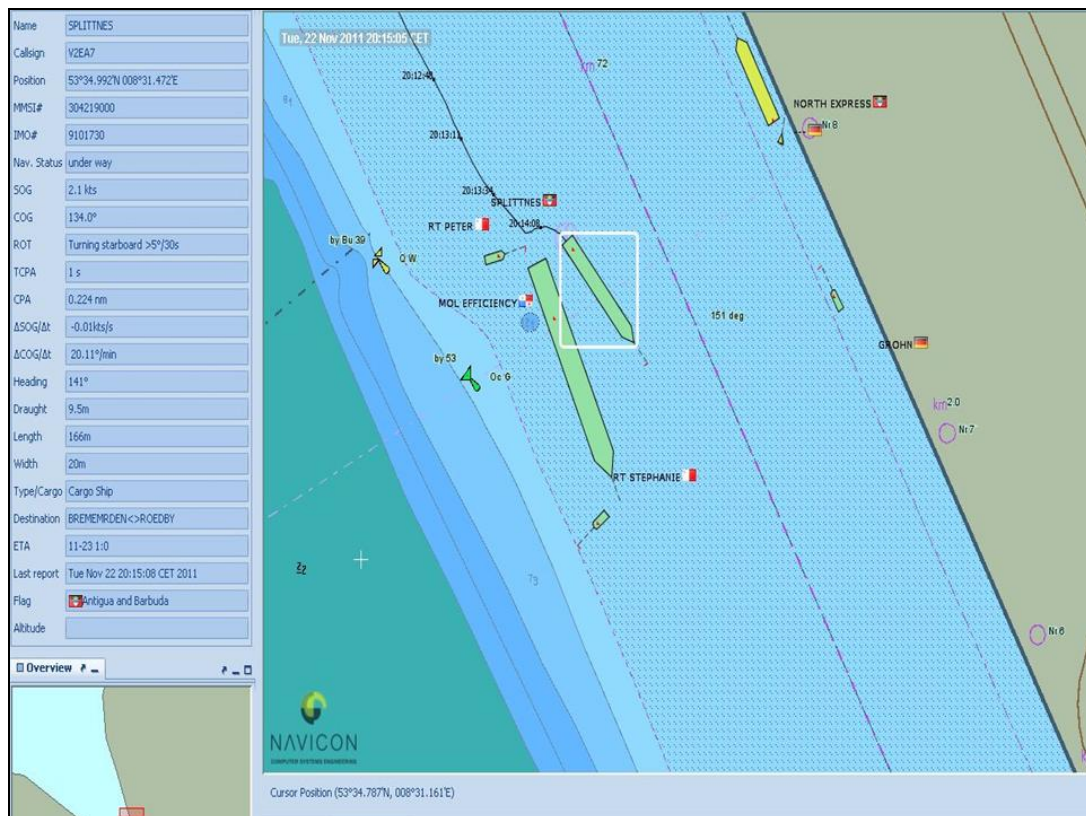 Name SPLITTNES
Callsign V2EA7
Position 53°34.992'N 008°31.472'E
MMSI# 304219000
IMO# 9101730
Nav. Status under way
SOG 2.1 kts
COG 134.0°
ROT Turning starboard >5°/30s
TCPA 1 s
CPA 0.224 nm
ΔSOG/Δt -0.01kts/s
ΔCOG/Δt 20.11°/min
Heading 141°
Draught 9.5m
Length 166m
Width 20m
Type/Cargo Cargo Ship
Destination BREMEMRDEN<>ROEDBY
ETA 11-23 1:0
Last report Tue Nov 22 20:15:08 CET 2011
Flag Antigua and Barbuda
Altitude
Overview
Tue, 22 Nov 2011 20:15:05 CET
km 72
20:12:48
NORTH EXPRESS
Nr.8
20:13:11
20:13:34
SPLITTNES
RT PETER
20:14:08
by Bu 39
Q W
MOL EFFICIENCY
151 deg
GROHN
by 53
Oc G
km 2.0
Nr.7
RT STEPHANIE
Nr.6
NAVICON
COMPUTER SYSTEMS ENGINEERING
Cursor Position (53°34.787'N, 008°31.161'E)